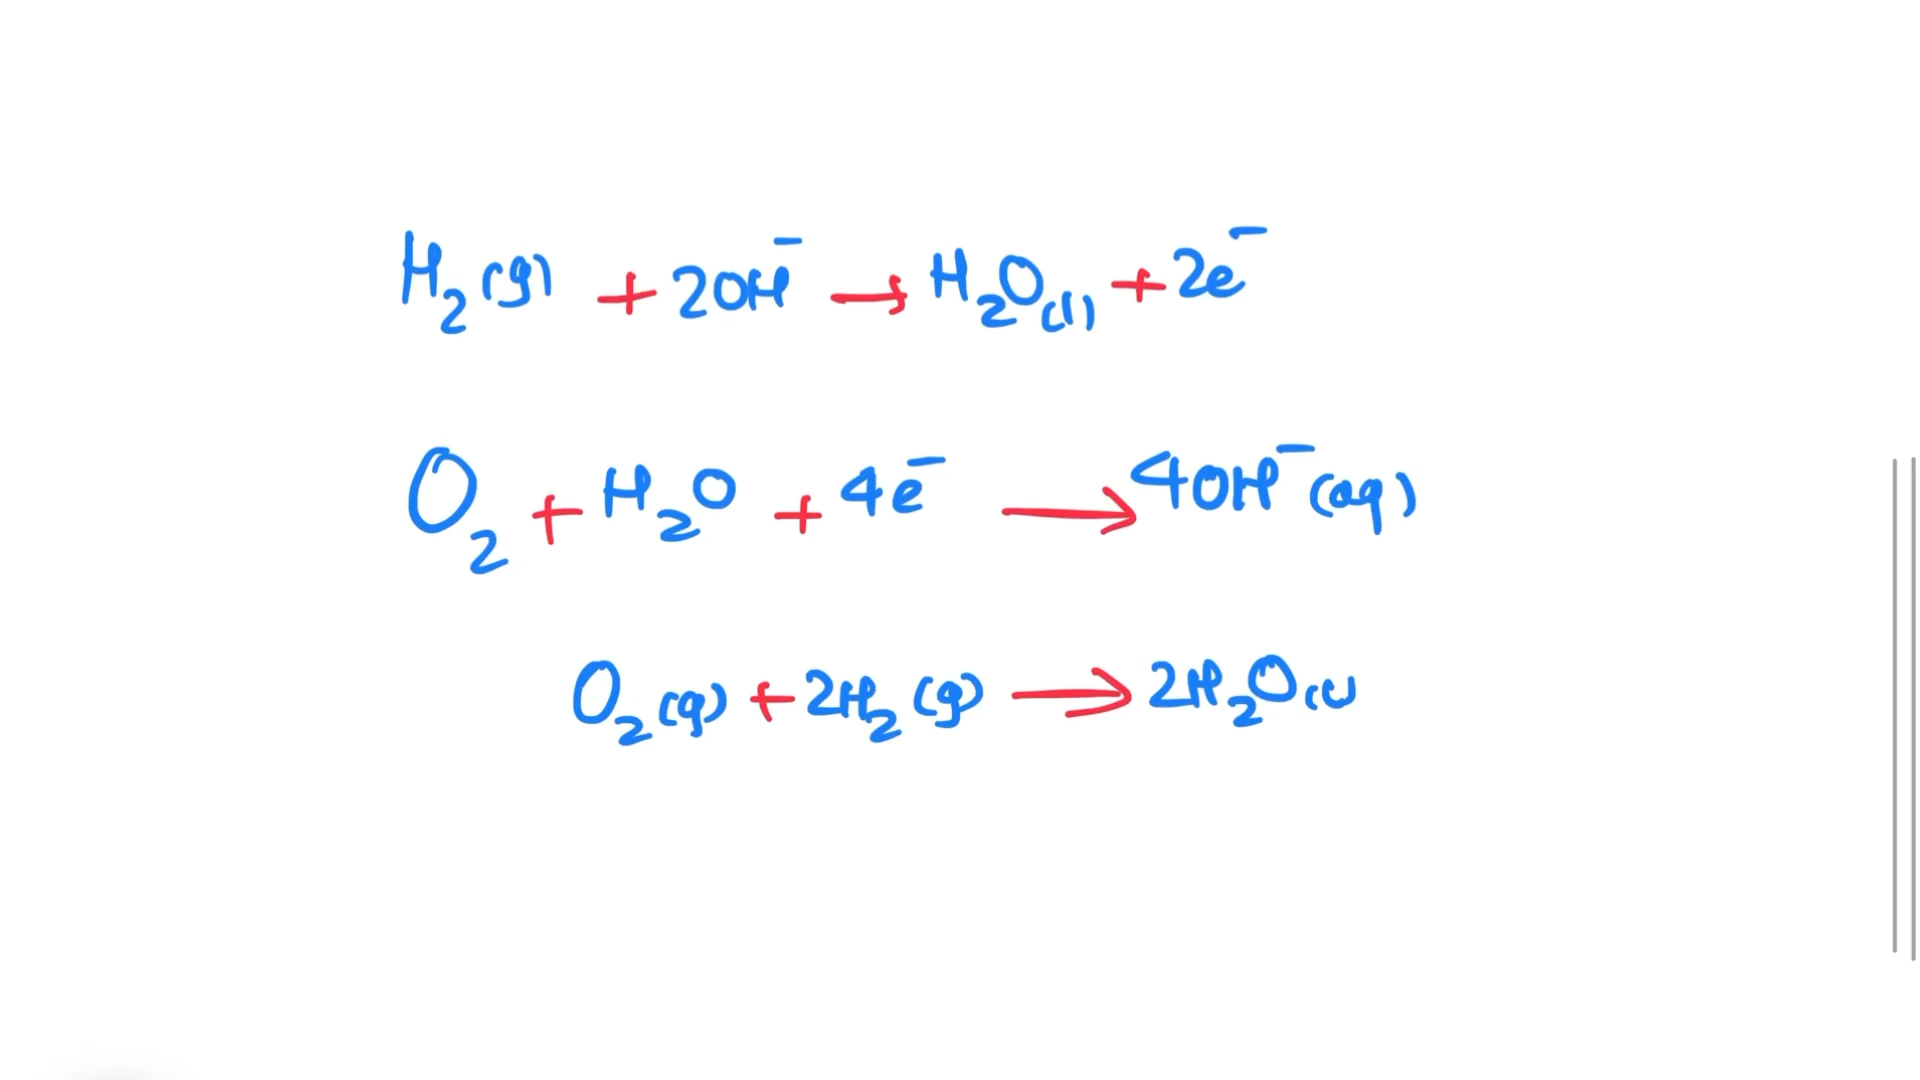 H₂(g) + 2OH⁻ → H₂O(l) + 2e⁻
O₂ + H₂O + 4e⁻ → 4OH⁻(aq)
O₂(g) + 2H₂(g) → 2H₂O(l)